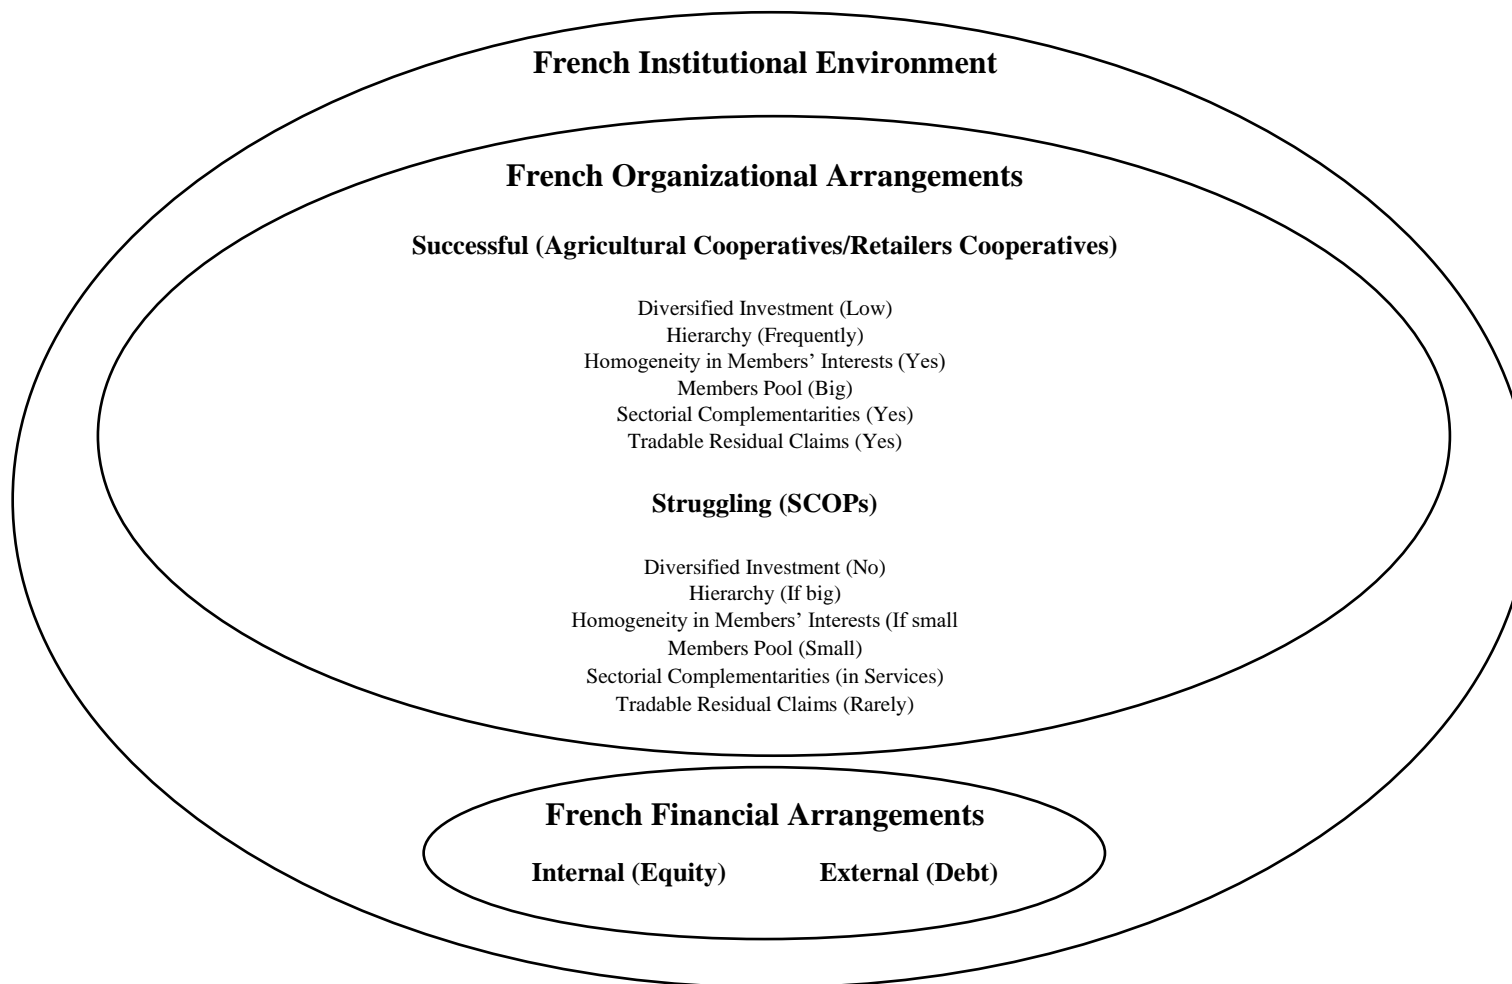 French Institutional Environment
French Organizational Arrangements
Successful (Agricultural Cooperatives/Retailers Cooperatives)
Diversified Investment (Low)
Hierarchy (Frequently)
Homogeneity in Members’ Interests (Yes)
Members Pool (Big)
Sectorial Complementarities (Yes)
Tradable Residual Claims (Yes)
Struggling (SCOPs)
Diversified Investment (No)
Hierarchy (If big)
Homogeneity in Members’ Interests (If small
Members Pool (Small)
Sectorial Complementarities (in Services)
Tradable Residual Claims (Rarely)
French Financial Arrangements
Internal (Equity) External (Debt)